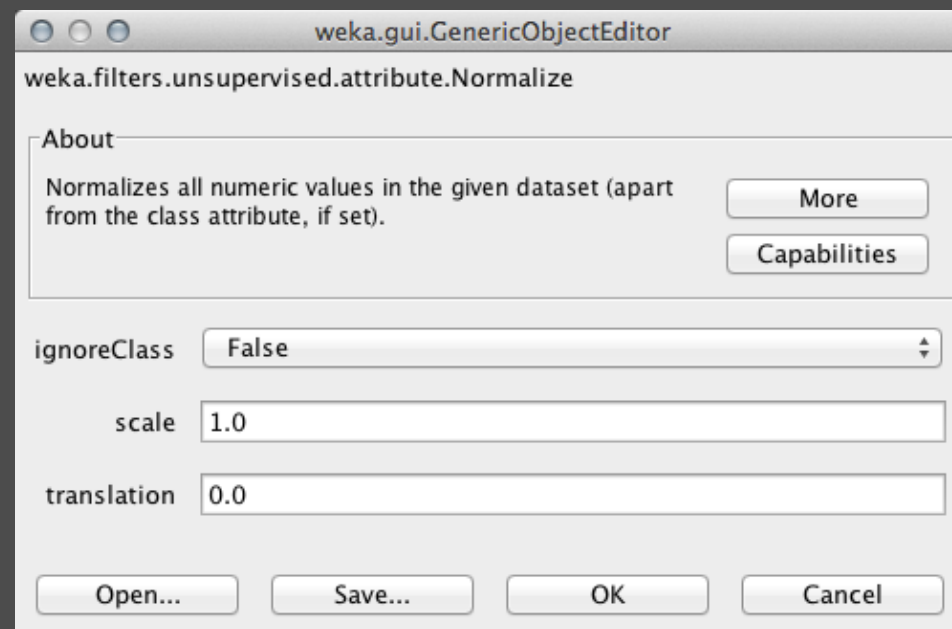 weka.gui.GenericObjectEditor
weka.filters.unsupervised.attribute.Normalize
About
Normalizes all numeric values in the given dataset (apart
from the class attribute, if set).
More
Capabilities
ignoreClass False
scale 1.0
translation 0.0
Open... Save... OK Cancel